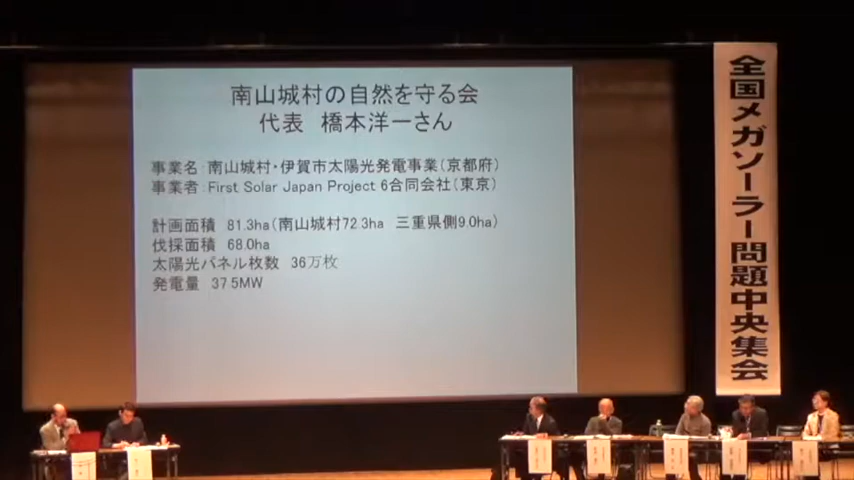 南山城村の自然を守る会
代表 橋本洋一さん
事業名:南山城村・伊賀市太陽光発電事業(京都府)
事業者:First Solar Japan Project 6合同会社(東京)
計画面積 81.3ha(南山城村72.3ha 三重県側9.0ha)
伐採面積 68.0ha
太陽光パネル枚数 36万枚
発電量 37.5MW
全国メガソーラー問題中央集会